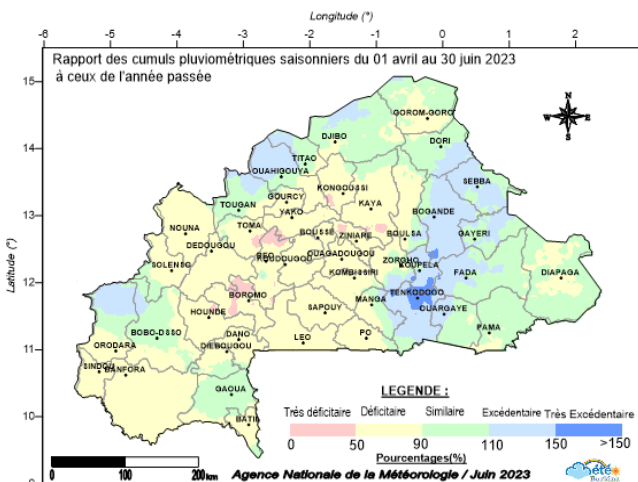 Longitude (°)
-6 -5 -4 -3 -2 -1 0 1 2
Rapport des cumuls pluviométriques saisonniers du 01 avril au 30 juin 2023
à ceux de l'année passée
15
GOROM-GORO
N
W E
S
DJIBO
DORI
14
TITAO
OUAHIGOUYA
SEBBA
KONGOUSSI
GOURCY
KAYA
TOUGAN
YAKO
BOGANDE
13
NOUNA
TOMA
BOUSSE
ZINIARE
BOULSA
GAYERI
DEDOUGOU
OUAGADOUGOU
ZORGHO
KOUPELA
SOLENSO
KOUDOUGOU
KOMBISSIRI
FADA
DIAPAGA
12
Latitude (°)
BOROMO
TENKODOGO
MANGA
HOUNDE
SAPOUY
OUARGAYE
BOBO-DSSO
DANO
LEO
PO
PAMA
ORODARA
DIEBOUGOU
11
SINDOU
BANFORA
GAOUA
LEGENDE :
Très déficitaire Déficitaire Similaire Excédentaire Très Excédentaire
10
BATIE
0 50 90 110 150 >150
Pourcentages(%)
9
0 100 200 km
Agence Nationale de la Météorologie / Juin 2023
météo
Burkina